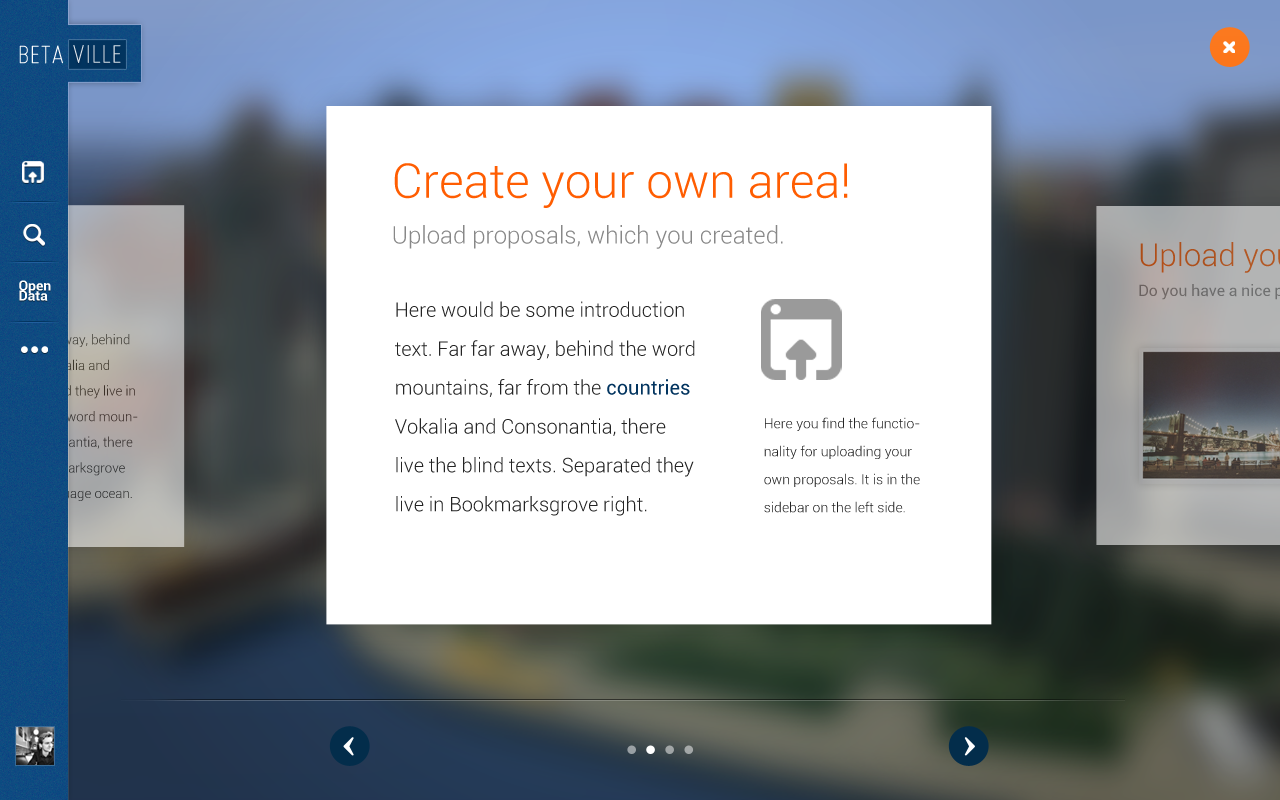 BETA VILLE
Open
Data
way, behind
alia and
they live in
word moun-
antia, there
arksgrove
age ocean.
Create your own area!
Upload proposals, which you created.
Here would be some introduction
text. Far far away, behind the word
mountains, far from the countries
Vokalia and Consonantia, there
live the blind texts. Separated they
live in Bookmarksgrove right.
Here you find the functio-
nality for uploading your
own proposals. It is in the
sidebar on the left side.
Upload you
Do you have a nice p